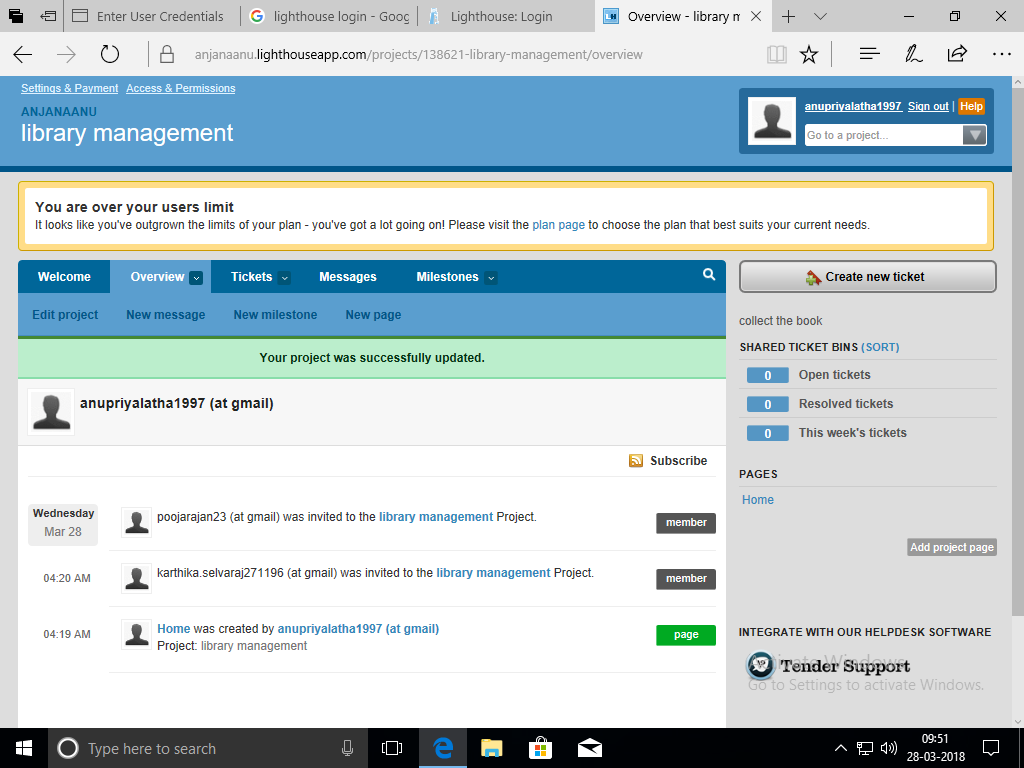 Enter User Credentials
lighthouse login - Goog
Lighthouse: Login
Overview - library m
anjanaanu.lighthouseapp.com/projects/138621-library-management/overview
Settings & Payment Access & Permissions
ANJANAANU
library management
anupriyalatha1997 Sign out | Help
Go to a project...
You are over your users limit
It looks like you've outgrown the limits of your plan - you've got a lot going on! Please visit the plan page to choose the plan that best suits your current needs.
Welcome Overview Tickets Messages Milestones
Edit project New message New milestone New page
Your project was successfully updated.
anupriyalatha1997 (at gmail)
Subscribe
Wednesday
Mar 28
poojarajan23 (at gmail) was invited to the library management Project.
member
04:20 AM
karthika.selvaraj271196 (at gmail) was invited to the library management Project.
member
04:19 AM
Home was created by anupriyalatha1997 (at gmail)
Project: library management
page
Create new ticket
collect the book
SHARED TICKET BINS (SORT)
0 Open tickets
0 Resolved tickets
0 This week's tickets
PAGES
Home
Add project page
INTEGRATE WITH OUR HELPDESK SOFTWARE
Tender Support
Activate Windows
Go to Settings to activate Windows.
Type here to search
09:51
28-03-2018